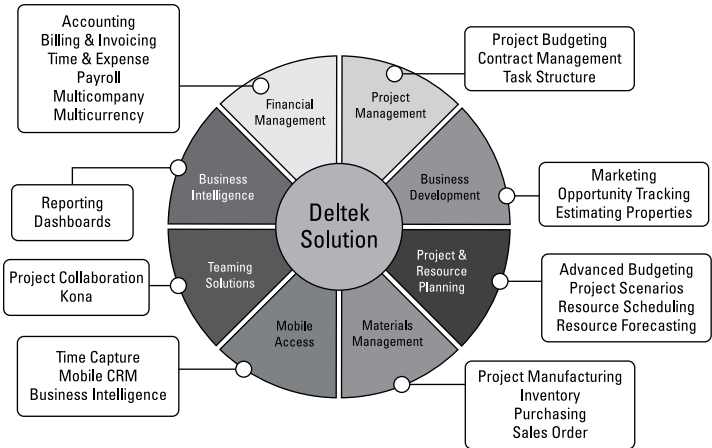 Accounting
Billing & Invoicing
Time & Expense
Payroll
Multicompany
Multicurrency
Project Budgeting
Contract Management
Task Structure
Financial
Management
Project
Management
Business
Intelligence
Business
Development
Reporting
Dashboards
Marketing
Opportunity Tracking
Estimating Properties
Deltek
Solution
Teaming
Solutions
Project &
Resource
Planning
Project Collaboration
Kona
Advanced Budgeting
Project Scenarios
Resource Scheduling
Resource Forecasting
Mobile
Access
Materials
Management
Time Capture
Mobile CRM
Business Intelligence
Project Manufacturing
Inventory
Purchasing
Sales Order